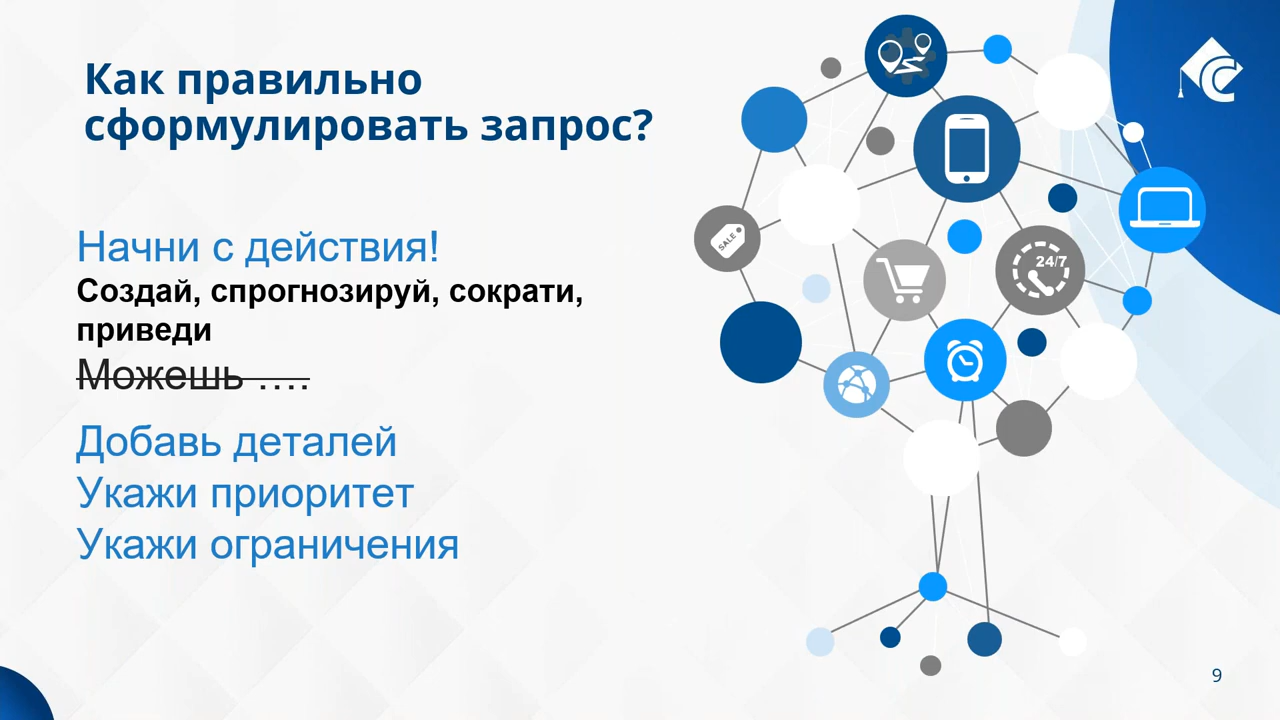 Как правильно
сформулировать запрос?
Начни с действия!
Создай, спрогнозируй, сократи,
приведи
Можешь ….
Добавь деталей
Укажи приоритет
Укажи ограничения
SALE
24/7
9